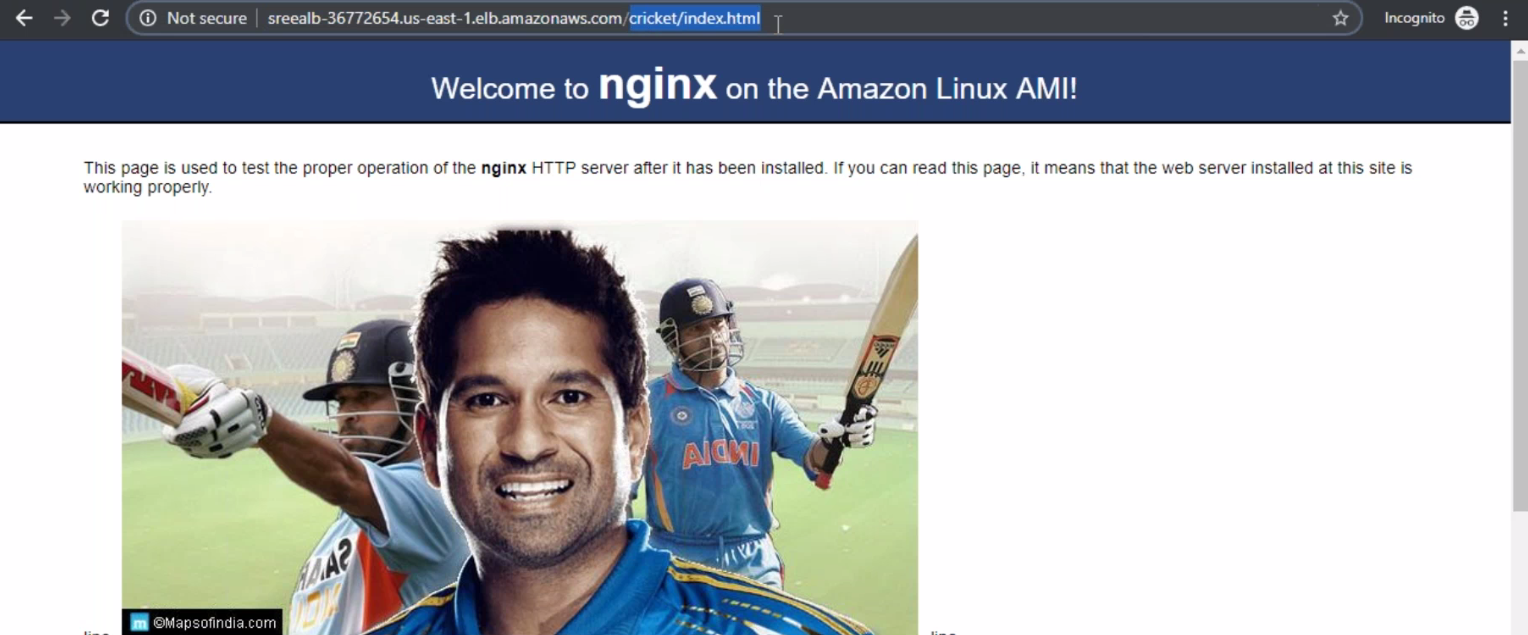 Not secure
sreealb-36772654.us-east-1.elb.amazonaws.com/cricket/index.html
Incognito
Welcome to nginx on the Amazon Linux AMI!
This page is used to test the proper operation of the nginx HTTP server after it has been installed. If you can read this page, it means that the web server installed at this site is
working properly.
INDIA
m ©Mapsofindia.com